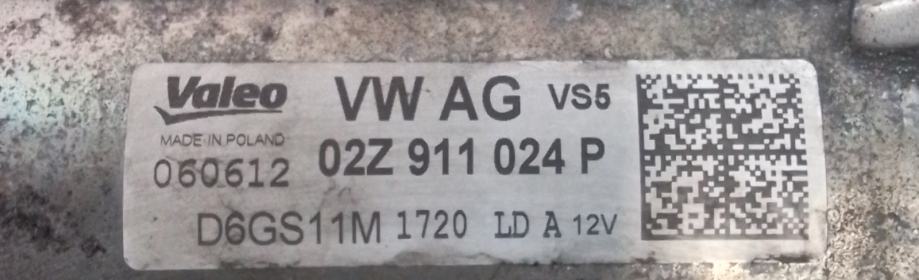 Valeo VW AG VS5
MADE IN POLAND
060612 02Z 911 024 P
D6GS11M 1720 LD A 12V